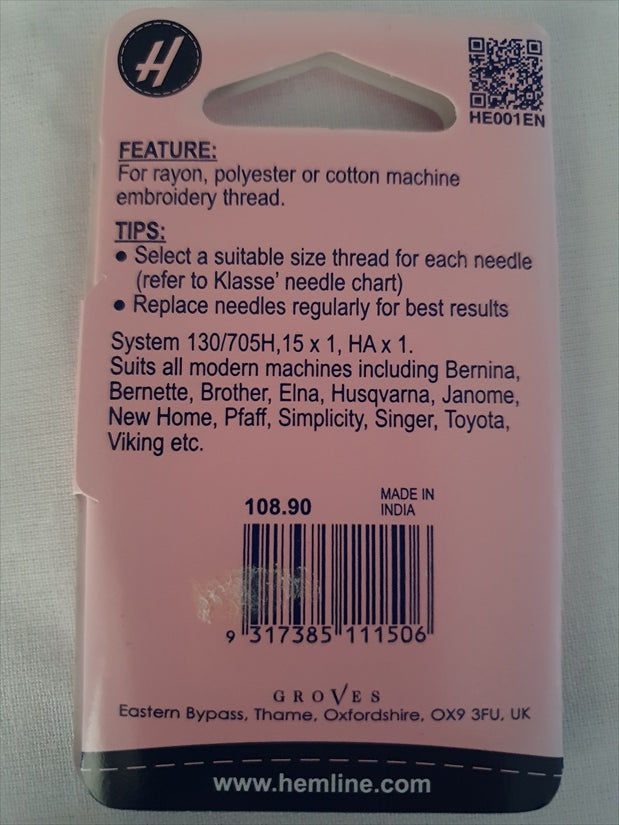 H
HE001EN
FEATURE:
For rayon, polyester or cotton machine
embroidery thread.
TIPS:
• Select a suitable size thread for each needle
(refer to Klasse’ needle chart)
• Replace needles regularly for best results
System 130/705H,15 x 1, HA x 1.
Suits all modern machines including Bernina,
Bernette, Brother, Elna, Husqvarna, Janome,
New Home, Pfaff, Simplicity, Singer, Toyota,
Viking etc.
108.90
MADE IN
INDIA
9 317385 111506
GROVES
Eastern Bypass, Thame, Oxfordshire, OX9 3FU, UK
www.hemline.com